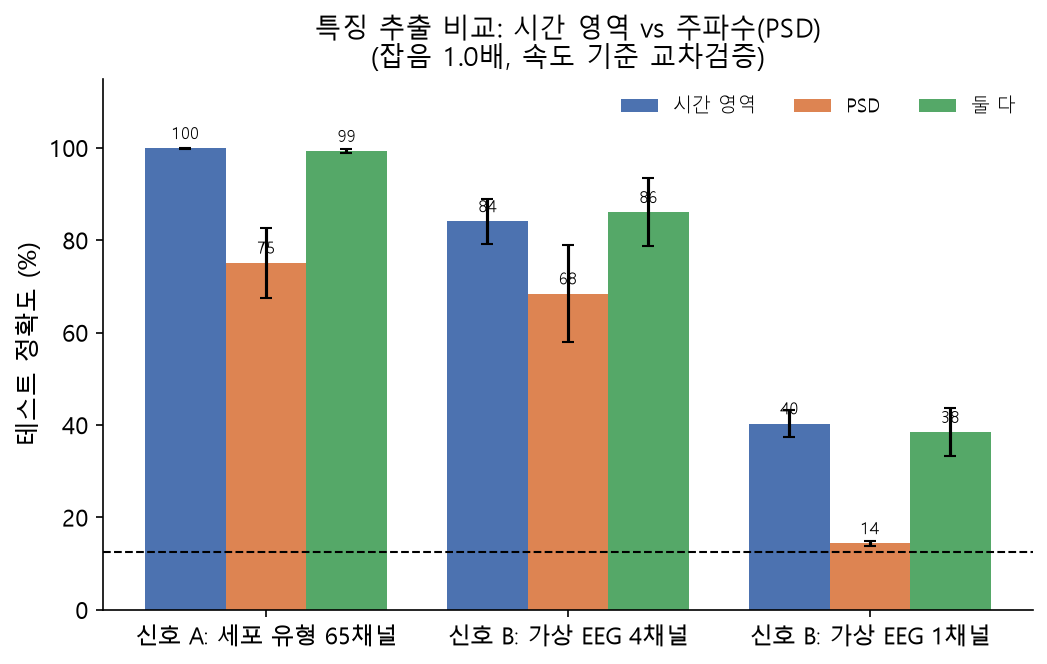 특징 추출 비교: 시간 영역 vs 주파수(PSD)
(잡음 1.0배, 속도 기준 교차검증)
시간 영역 PSD 둘 다
테스트 정확도 (%)
100
80
60
40
20
0
100 75 99
84 68 86
40 14 38
신호 A: 세포 유형 65채널 신호 B: 가상 EEG 4채널 신호 B: 가상 EEG 1채널